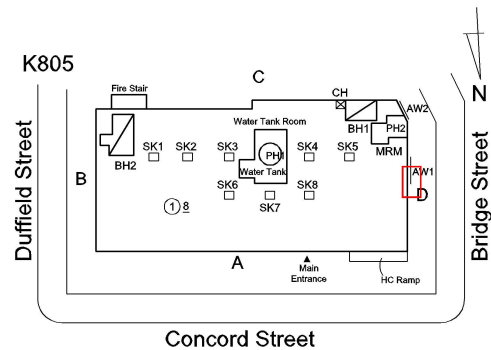 K805
Fire Stair
C
CH
AW2
N
Water Tank Room
BH1
PH2
SK1
SK2
SK3
PH1
SK4
SK5
MRM
BH2
Water Tank
AW1
B
SK6
SK7
SK8
D
1 8
A
Main
Entrance
HC Ramp
Duffield Street
Bridge Street
Concord Street